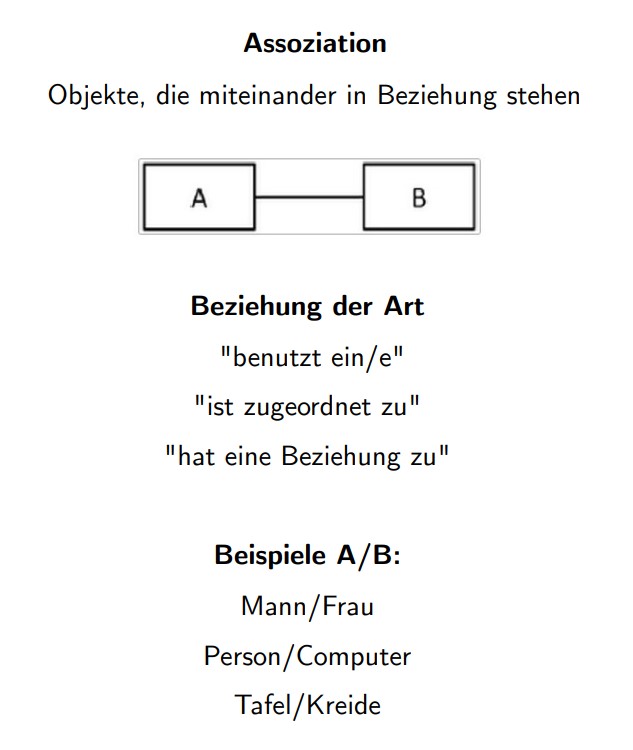 Assoziation
Objekte, die miteinander in Beziehung stehen
A B
Beziehung der Art
"benutzt ein/e"
"ist zugeordnet zu"
"hat eine Beziehung zu"
Beispiele A/B:
Mann/Frau
Person/Computer
Tafel/Kreide